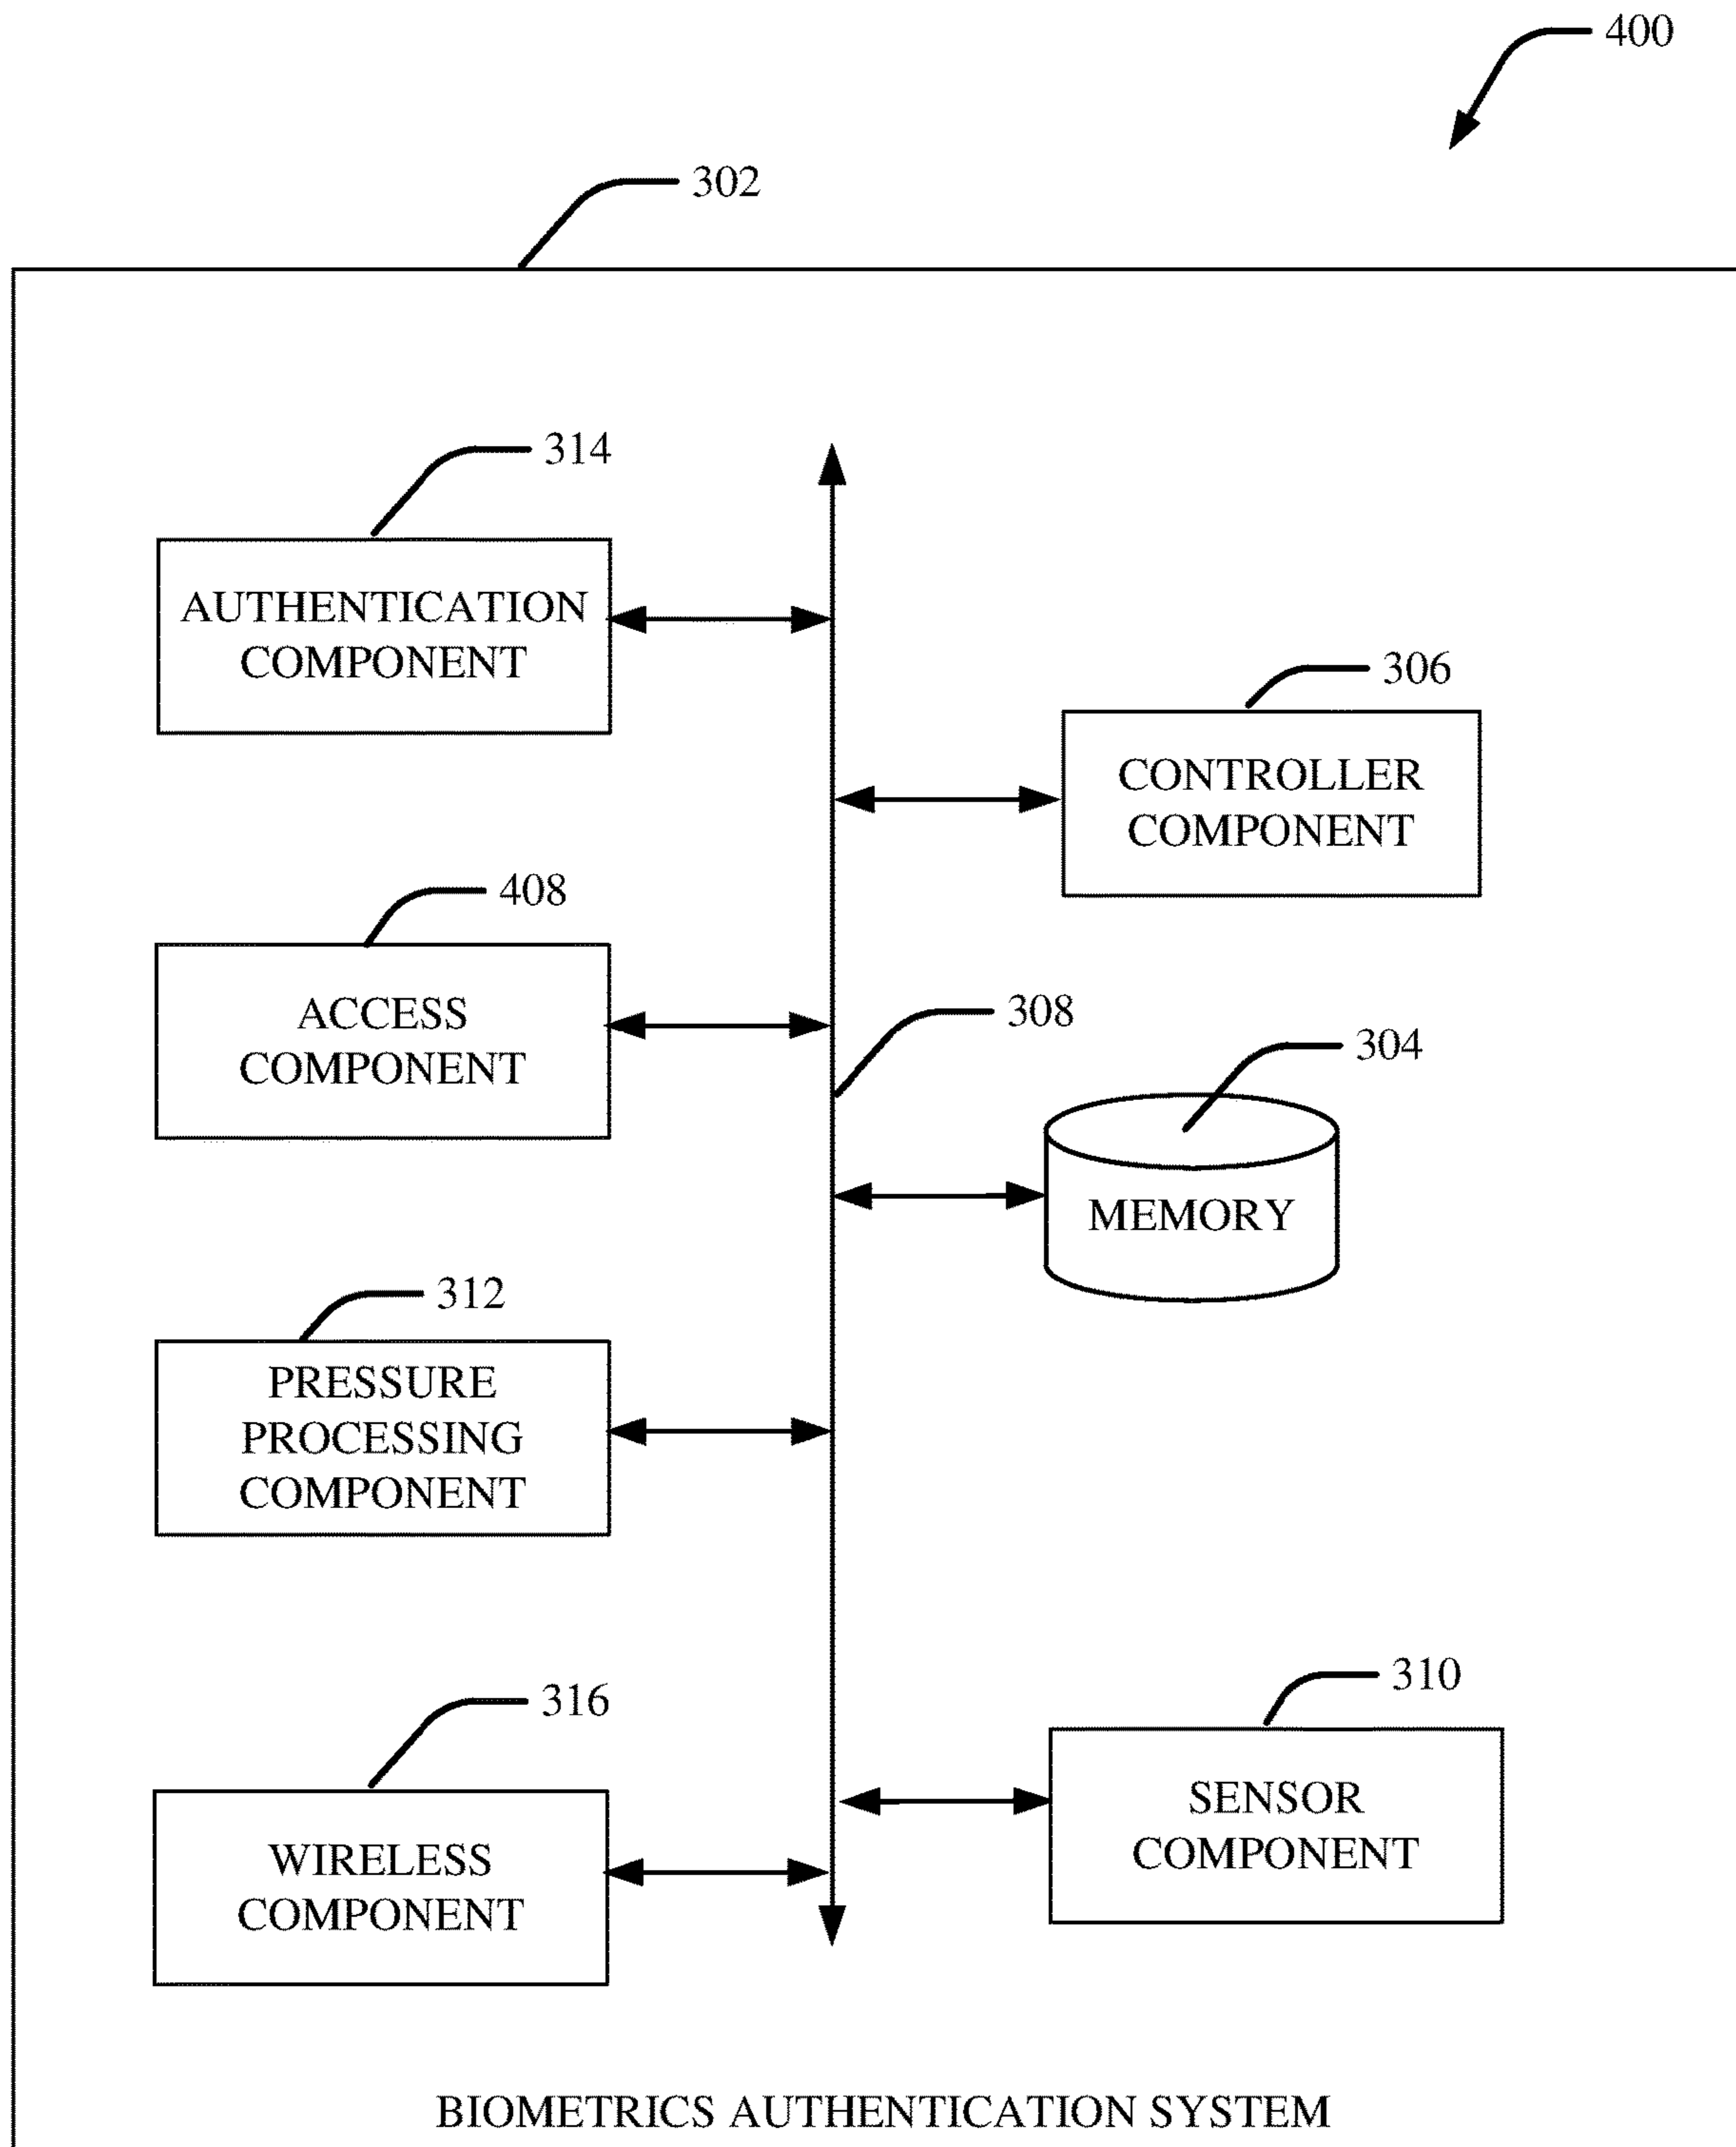 400
302
314
AUTHENTICATION
COMPONENT
306
CONTROLLER
COMPONENT
408
ACCESS
COMPONENT
308
304
MEMORY
312
PRESSURE
PROCESSING
COMPONENT
316
WIRELESS
COMPONENT
310
SENSOR
COMPONENT
BIOMETRICS AUTHENTICATION SYSTEM